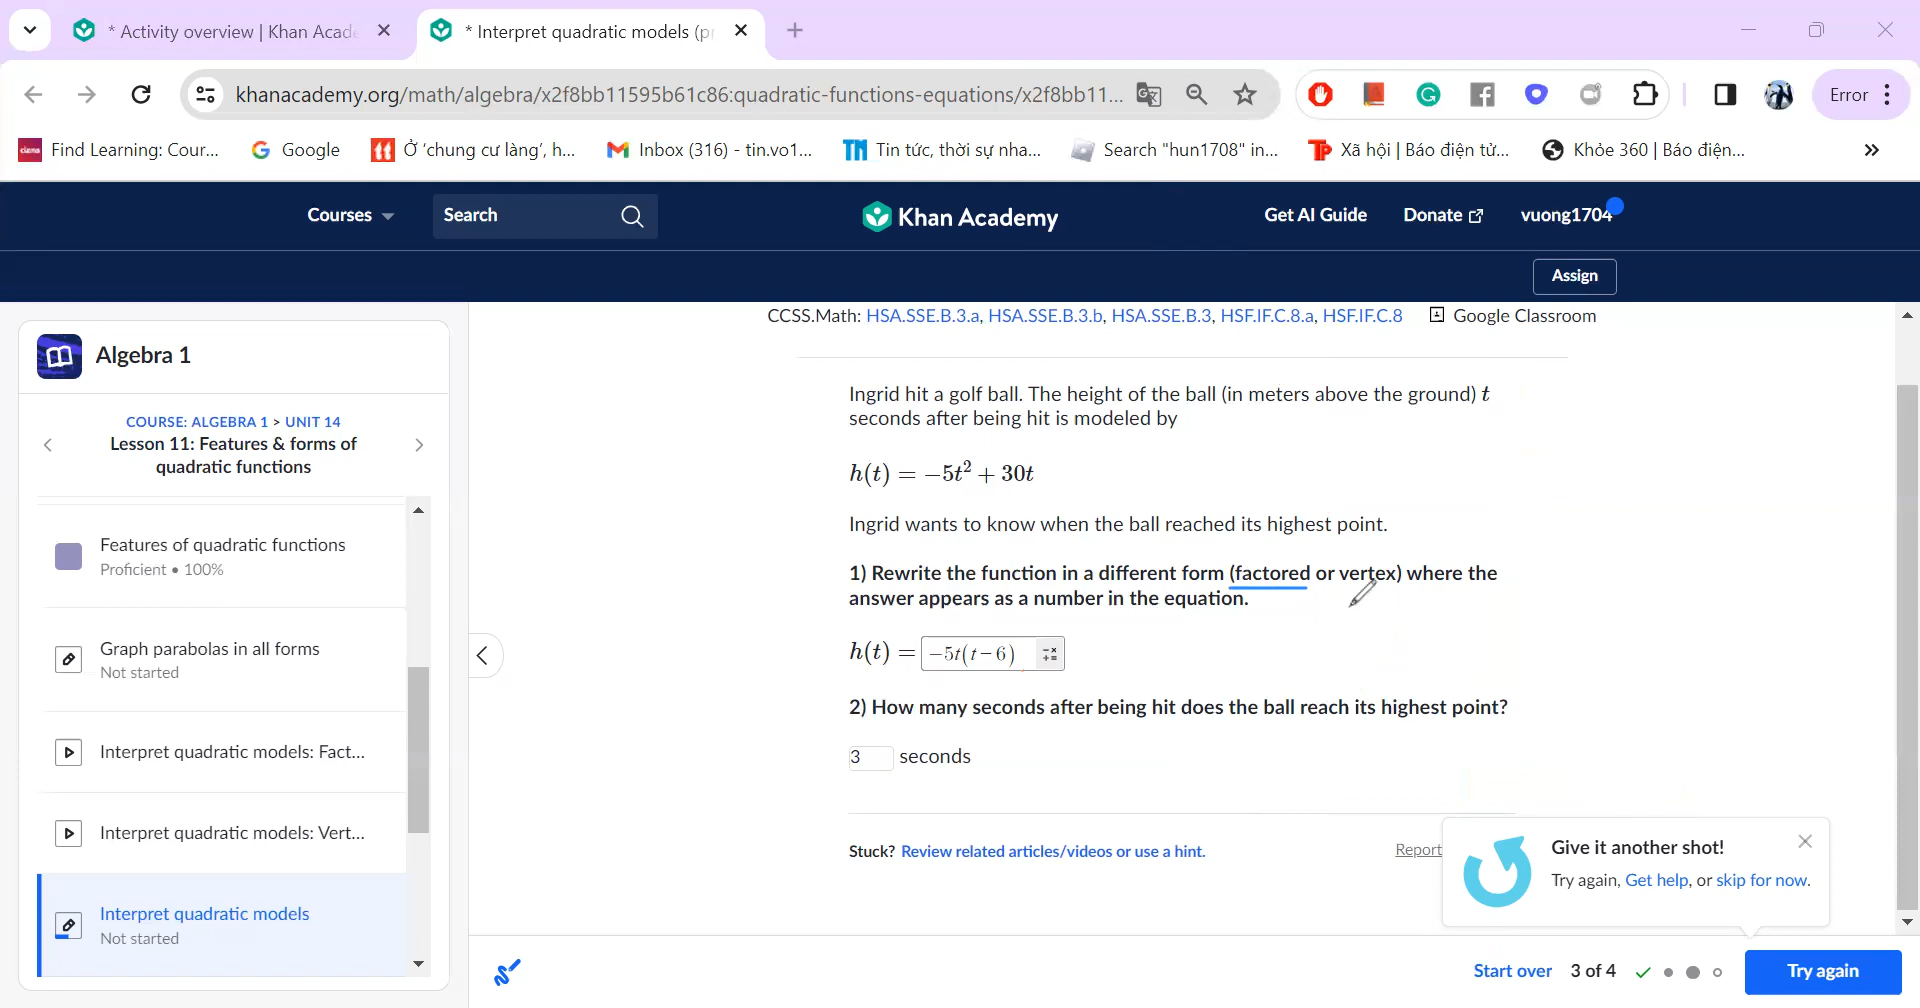 * Activity overview | Khan Acade
* Interpret quadratic models (pr
khanacademy.org/math/algebra/x2f8bb11595b61c86:quadratic-functions-equations/x2f8bb11...
Error
Find Learning: Cour...
Google
Ở ‘chung cư làng’, h...
Inbox (316) - tin.vo1...
Tin tức, thời sự nha...
Search "hun1708" in...
Xã hội | Báo điện tử...
Khỏe 360 | Báo điện...
Courses
Search
Khan Academy
Get AI Guide
Donate
vuong1704
Assign
Algebra 1
COURSE: ALGEBRA 1 > UNIT 14
Lesson 11: Features & forms of
quadratic functions
Features of quadratic functions
Proficient • 100%
Graph parabolas in all forms
Not started
Interpret quadratic models: Fact...
Interpret quadratic models: Vert...
Interpret quadratic models
Not started
CCSS.Math: HSA.SSE.B.3.a, HSA.SSE.B.3.b, HSA.SSE.B.3, HSF.IF.C.8.a, HSF.IF.C.8
Google Classroom
Ingrid hit a golf ball. The height of the ball (in meters above the ground) t
seconds after being hit is modeled by
h(t) = −5t² + 30t
Ingrid wants to know when the ball reached its highest point.
1) Rewrite the function in a different form (factored or vertex) where the
answer appears as a number in the equation.
h(t) = −5t(t−6)
2) How many seconds after being hit does the ball reach its highest point?
3 seconds
Stuck? Review related articles/videos or use a hint.
Report
Give it another shot!
Try again, Get help, or skip for now.
Start over
3 of 4
Try again